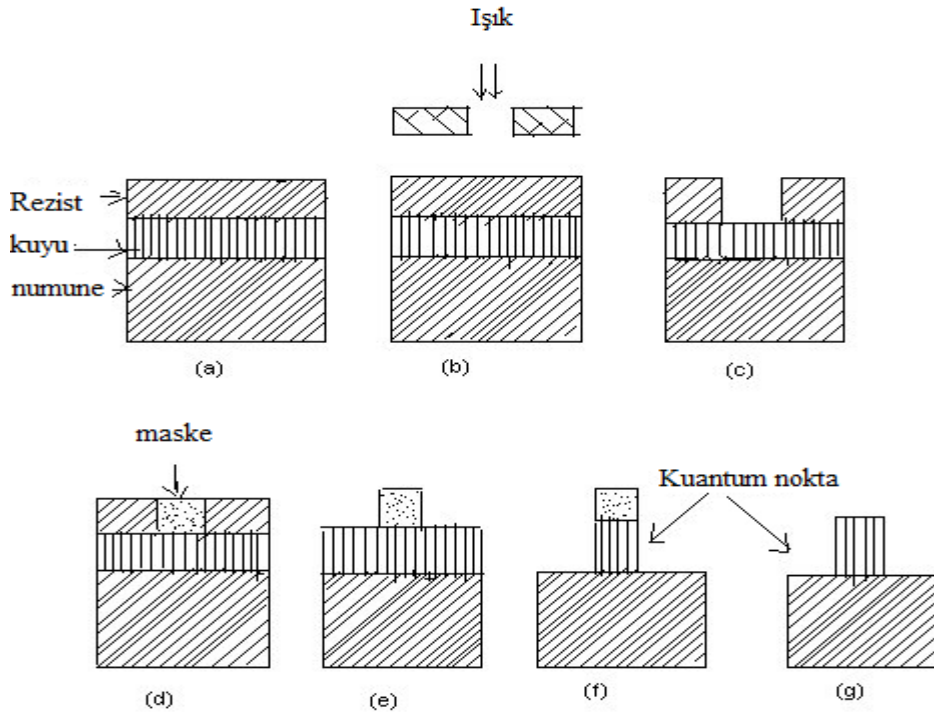 Işık
Rezist
kuyu
numune
(a)
(b)
(c)
maske
Kuantum nokta
(d)
(e)
(f)
(g)